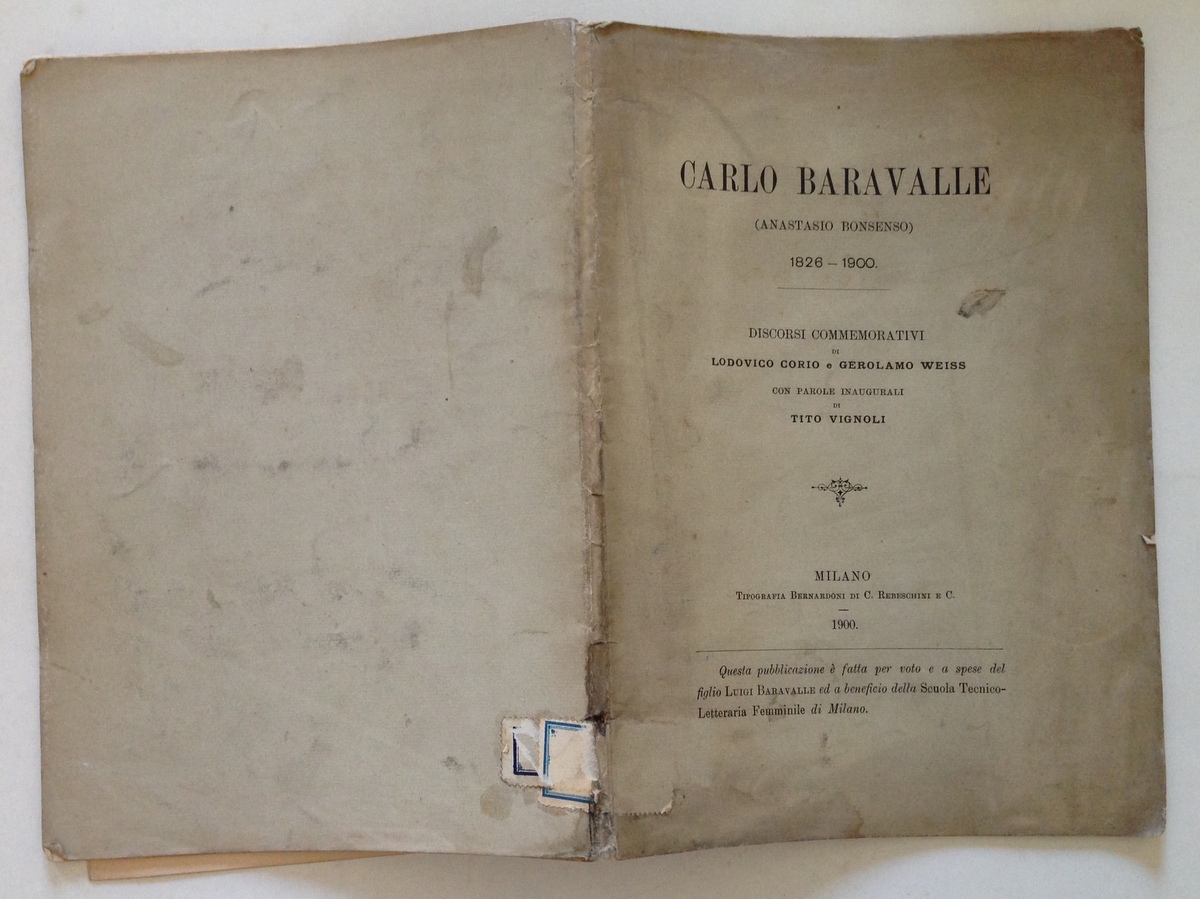 CARLO BARAVALLE
(ANASTASIO BONSENSO)
1826 – 1900.
DISCORSI COMMEMORATIVI
DI
LODOVICO CORIO e GEROLAMO WEISS
CON PAROLE INAUGURALI
DI
TITO VIGNOLI
MILANO
TIPOGRAFIA BERNARDONI DI C. REBESCHINI E C.
1900.
Questa pubblicazione è fatta per voto e a spese del
figlio LUIGI BARAVALLE ed a beneficio della Scuola Tecnico-
Letteraria Femminile di Milano.